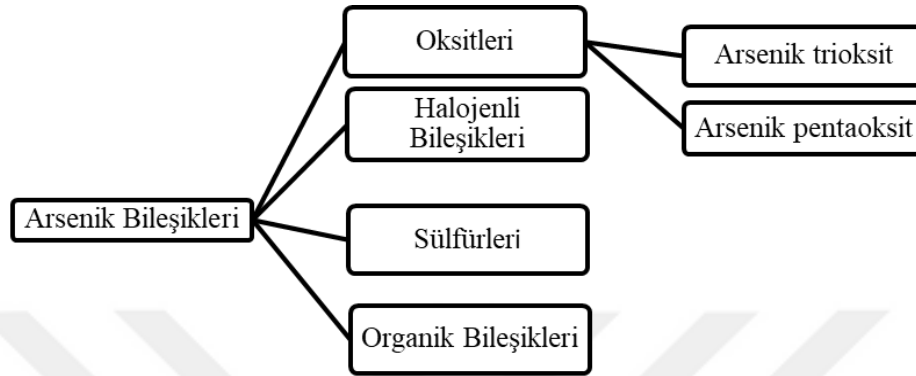 Oksitleri
Arsenik trioksit
Halojenli
Bileşikleri
Arsenik pentaoksit
Arsenik Bileşikleri
Sülfürleri
Organik Bileşikleri